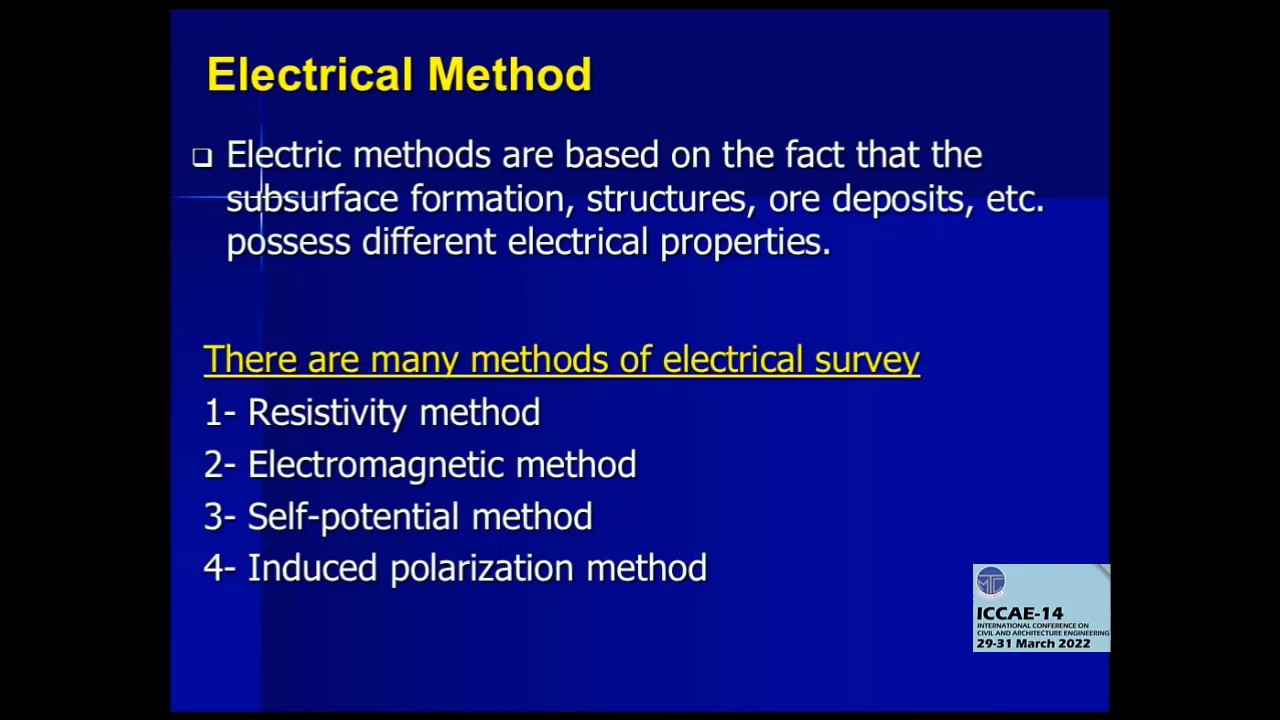 Electrical Method
❑ Electric methods are based on the fact that the
subsurface formation, structures, ore deposits, etc.
possess different electrical properties.
There are many methods of electrical survey
1- Resistivity method
2- Electromagnetic method
3- Self-potential method
4- Induced polarization method
MTC
ICCAE-14
INTERNATIONAL CONFERENCE ON
CIVIL AND ARCHITECTURE ENGINEERING
29-31 March 2022